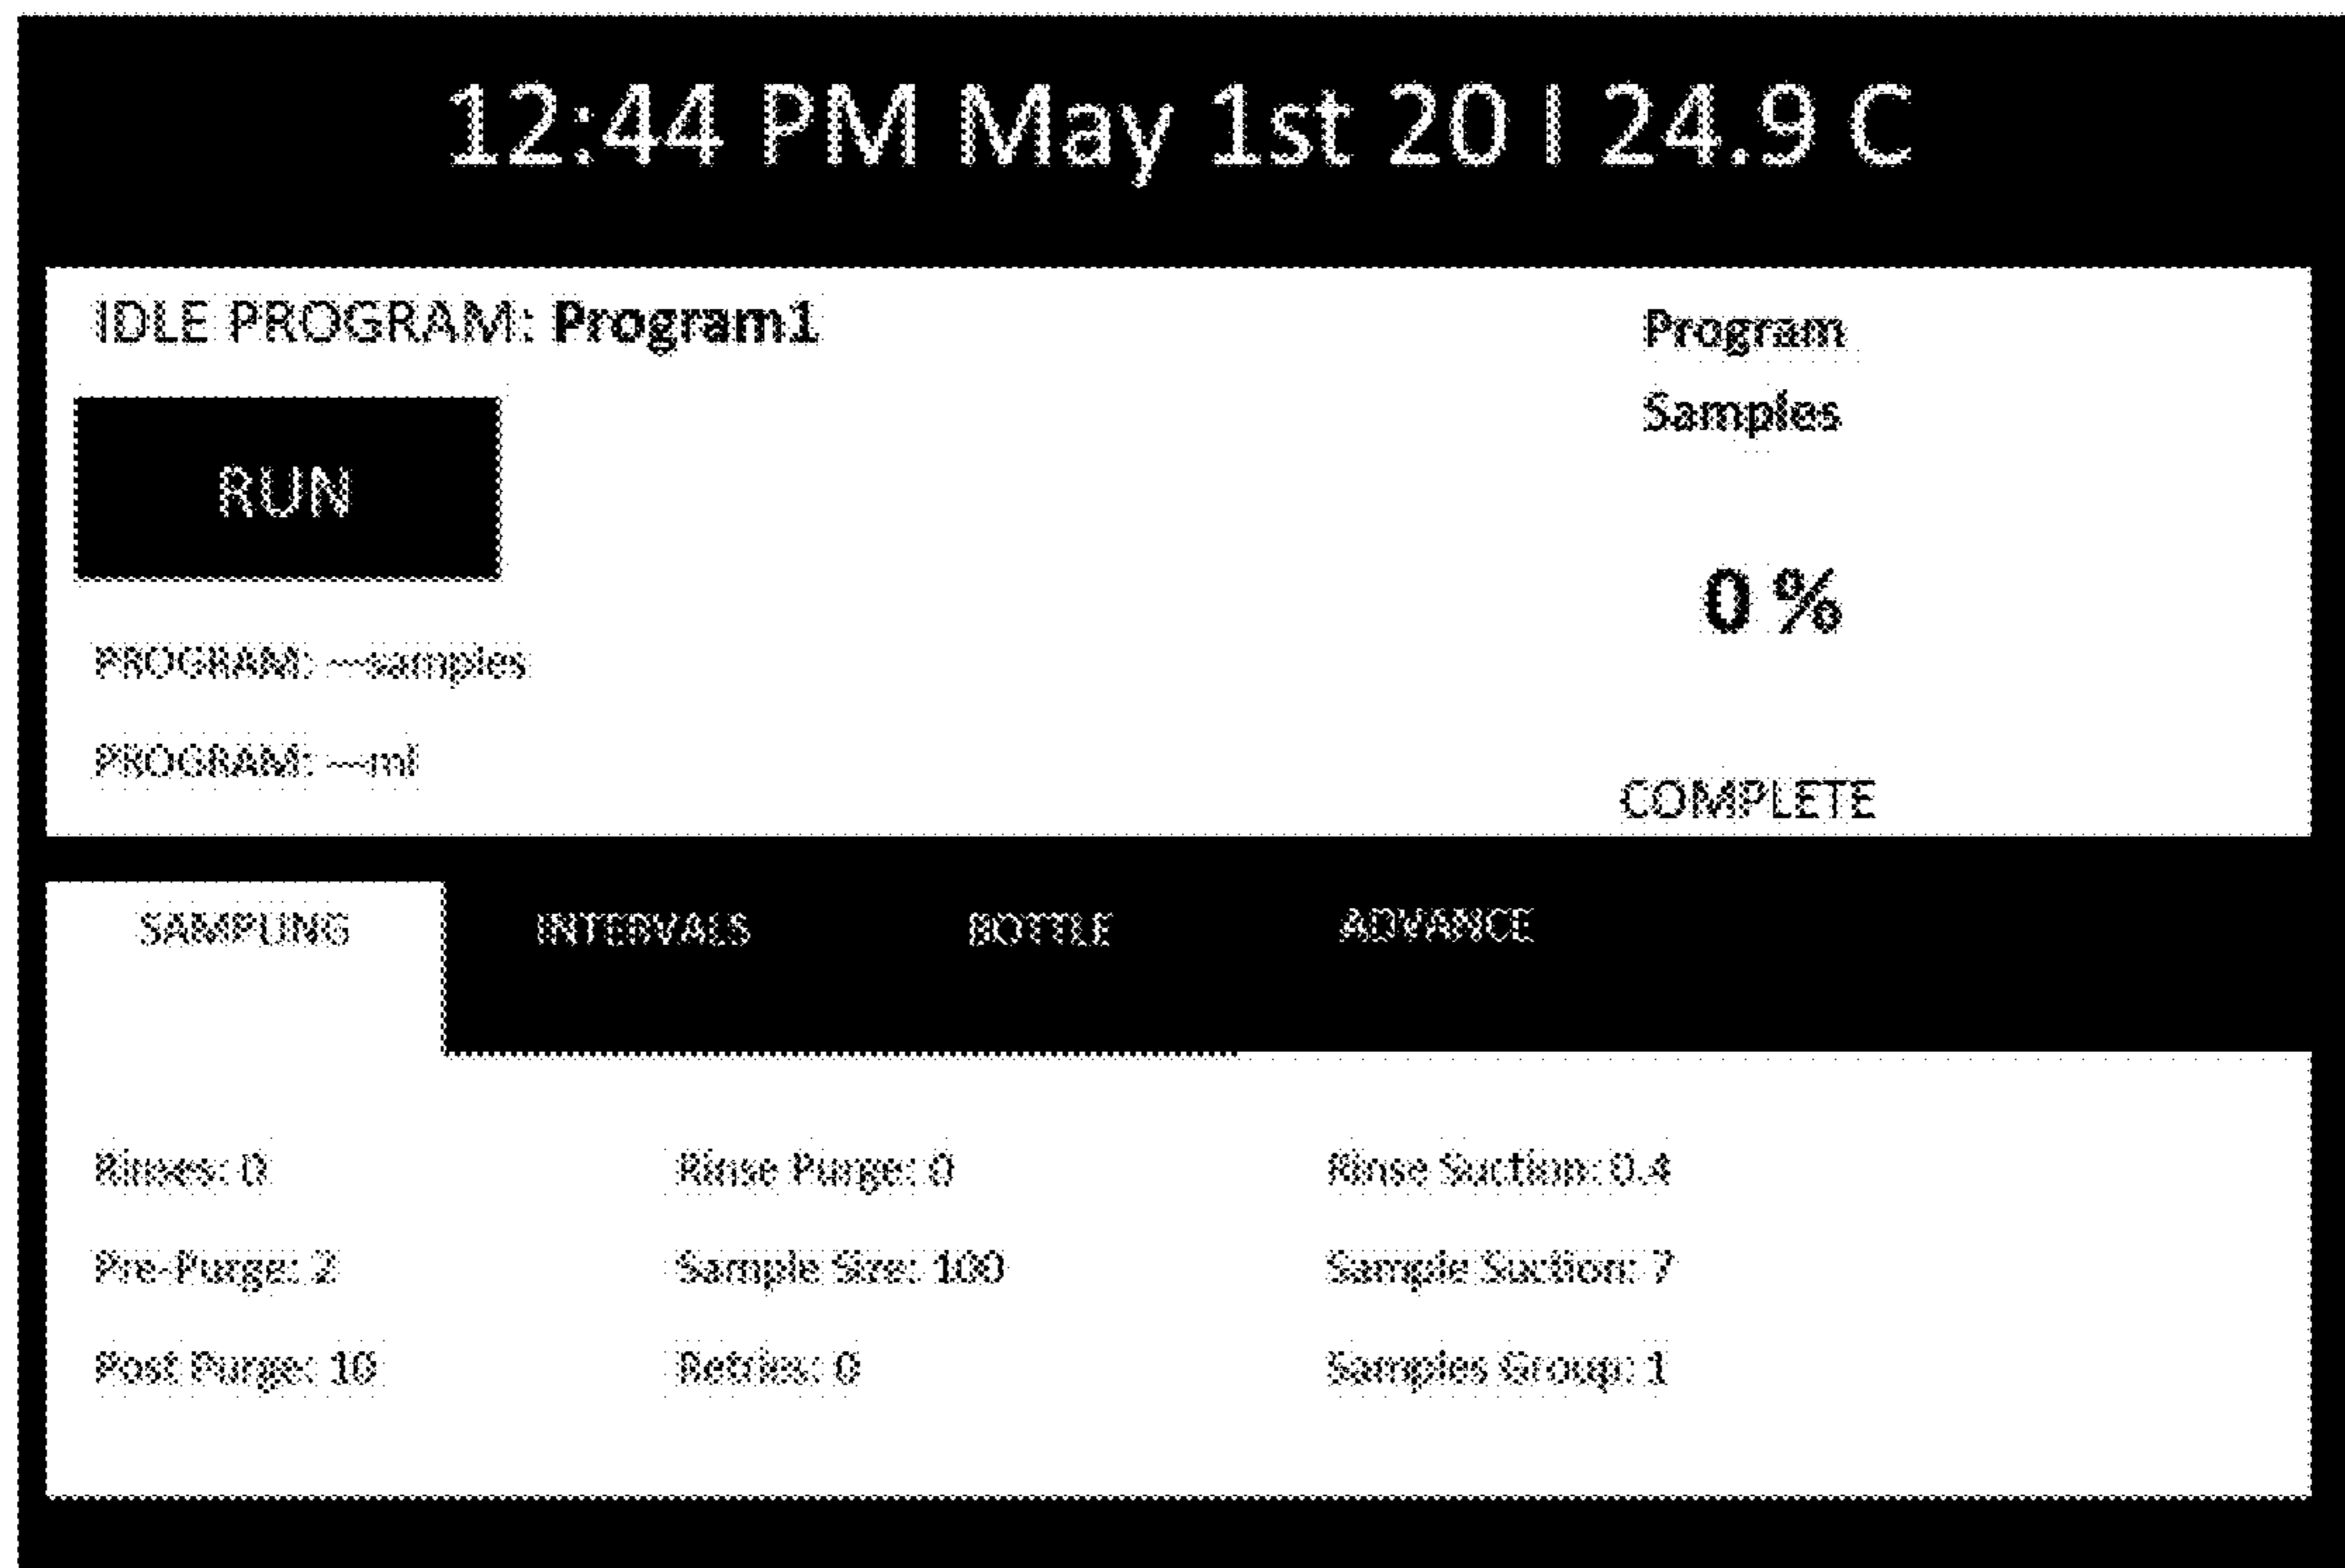 12:44 PM May 1st 20 | 24.9 C
IDLE PROGRAM: Program1
Program
Samples
RUN
0 %
PROGRAM: ---samples
PROGRAM: ---ml
COMPLETE
SAMPLING INTERVALS BOTTLE ADVANCE
Rinses: 0 Rinse Purge: 0 Rinse Suction: 0.4
Pre-Purge: 2 Sample Size: 100 Sample Suction: 7
Post Purge: 10 Retries: 0 Samples Group: 1